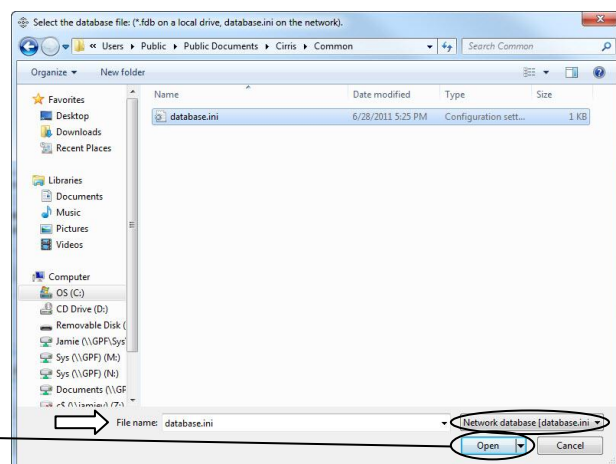 Select the database file: (*.fdb on a local drive, database.ini on the network).
« Users ▸ Public ▸ Public Documents ▸ Cirris ▸ Common
Search Common
Organize ▾ New folder
Name Date modified Type Size
database.ini 6/28/2011 5:25 PM Configuration sett... 1 KB
Favorites
Desktop
Downloads
Recent Places
Libraries
Documents
Music
Pictures
Videos
Computer
OS (C:)
CD Drive (D:)
Removable Disk (
Jamie (\\GPF\Sys
Sys (\\GPF) (M:)
Sys (\\GPF) (N:)
Documents (\\GF
File name: database.ini
Network database [database.ini
Open
Cancel